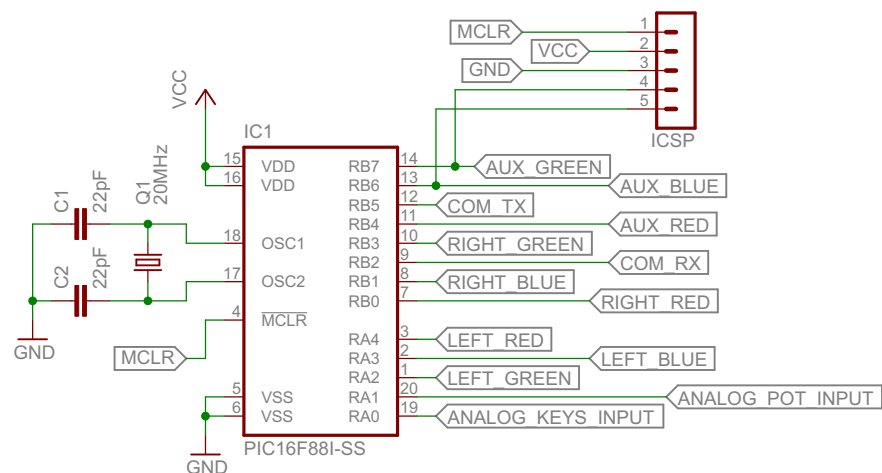 MCLR
VCC
GND
1
2
3
4
5
ICSP
VCC
IC1
15 VDD
16 VDD
18 OSC1
17 OSC2
4 MCLR
5 VSS
6 VSS
RB7 14 AUX_GREEN
RB6 13 AUX_BLUE
RB5 12 COM_TX
RB4 11 AUX_RED
RB3 10 RIGHT_GREEN
RB2 9 COM_RX
RB1 8 RIGHT_BLUE
RB0 7 RIGHT_RED
RA4 3 LEFT_RED
RA3 2 LEFT_BLUE
RA2 1 LEFT_GREEN
RA1 20 ANALOG_POT_INPUT
RA0 19 ANALOG_KEYS_INPUT
PIC16F88I-SS
C1
22pF
Q1
20MHz
C2
22pF
GND
MCLR
GND